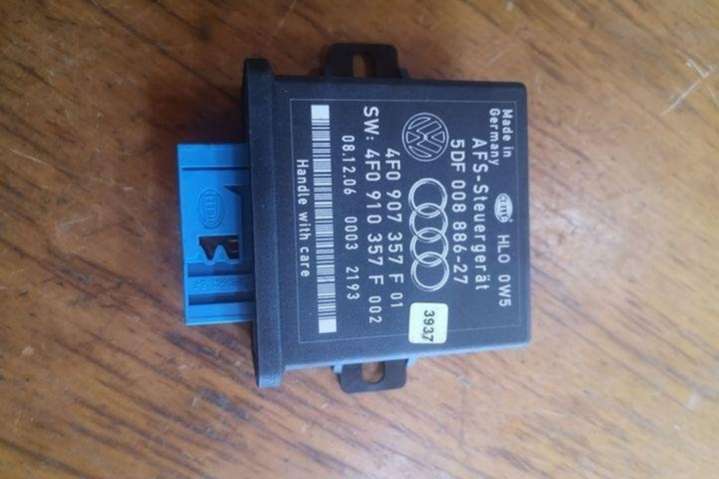 Made in
Germany
HELLA HLO 0W5
AFS-Steuergerät
5DF 008 886-27
4F0 907 357 F 01
SW: 4F0 910 357 F 002
08.12.06 0003 2193
Handle with care
3937